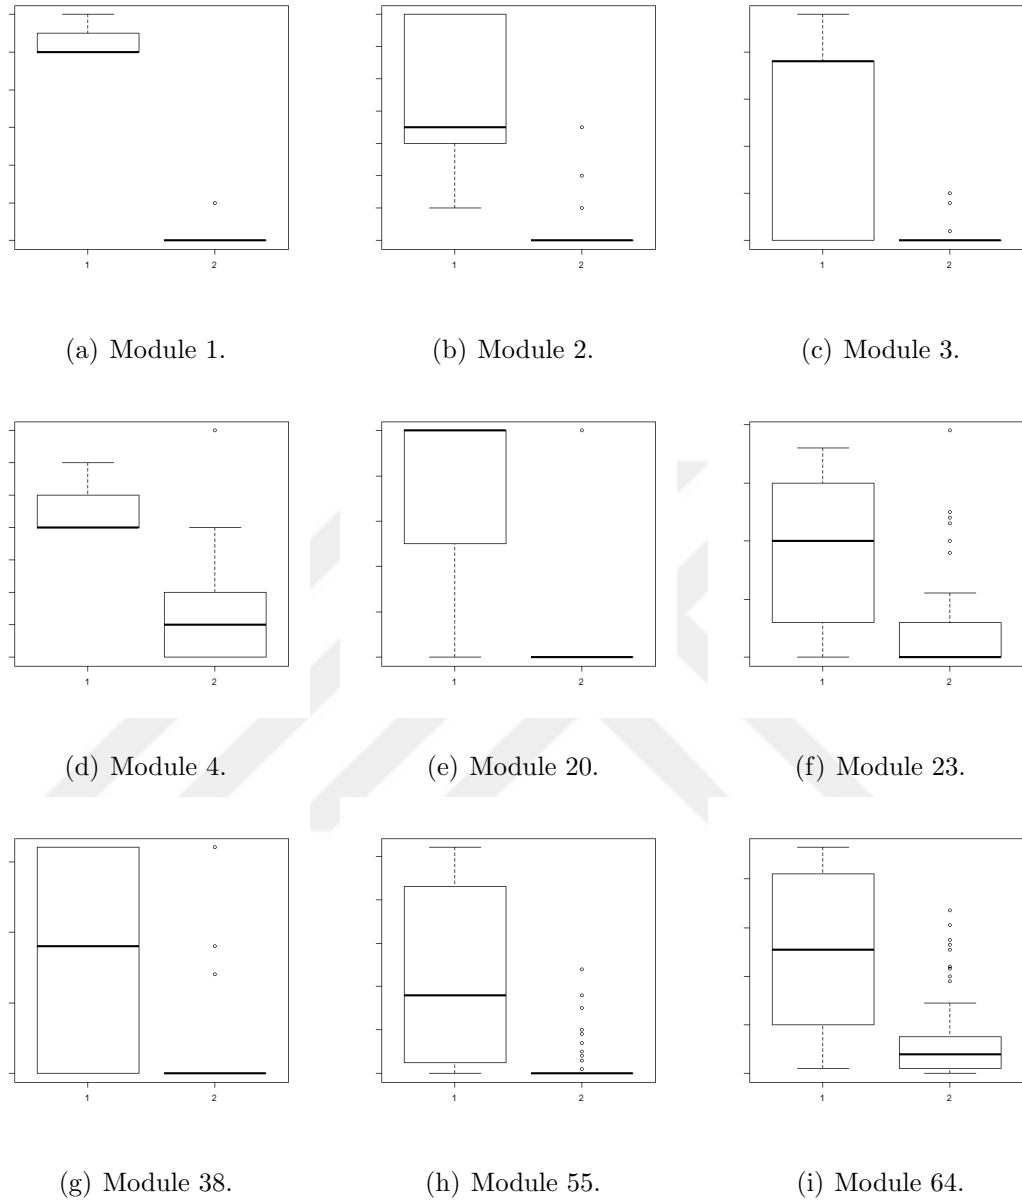 1 2 1 2 1 2
(a) Module 1. (b) Module 2. (c) Module 3.
1 2 1 2 1 2
(d) Module 4. (e) Module 20. (f) Module 23.
1 2 1 2 1 2
(g) Module 38. (h) Module 55. (i) Module 64.